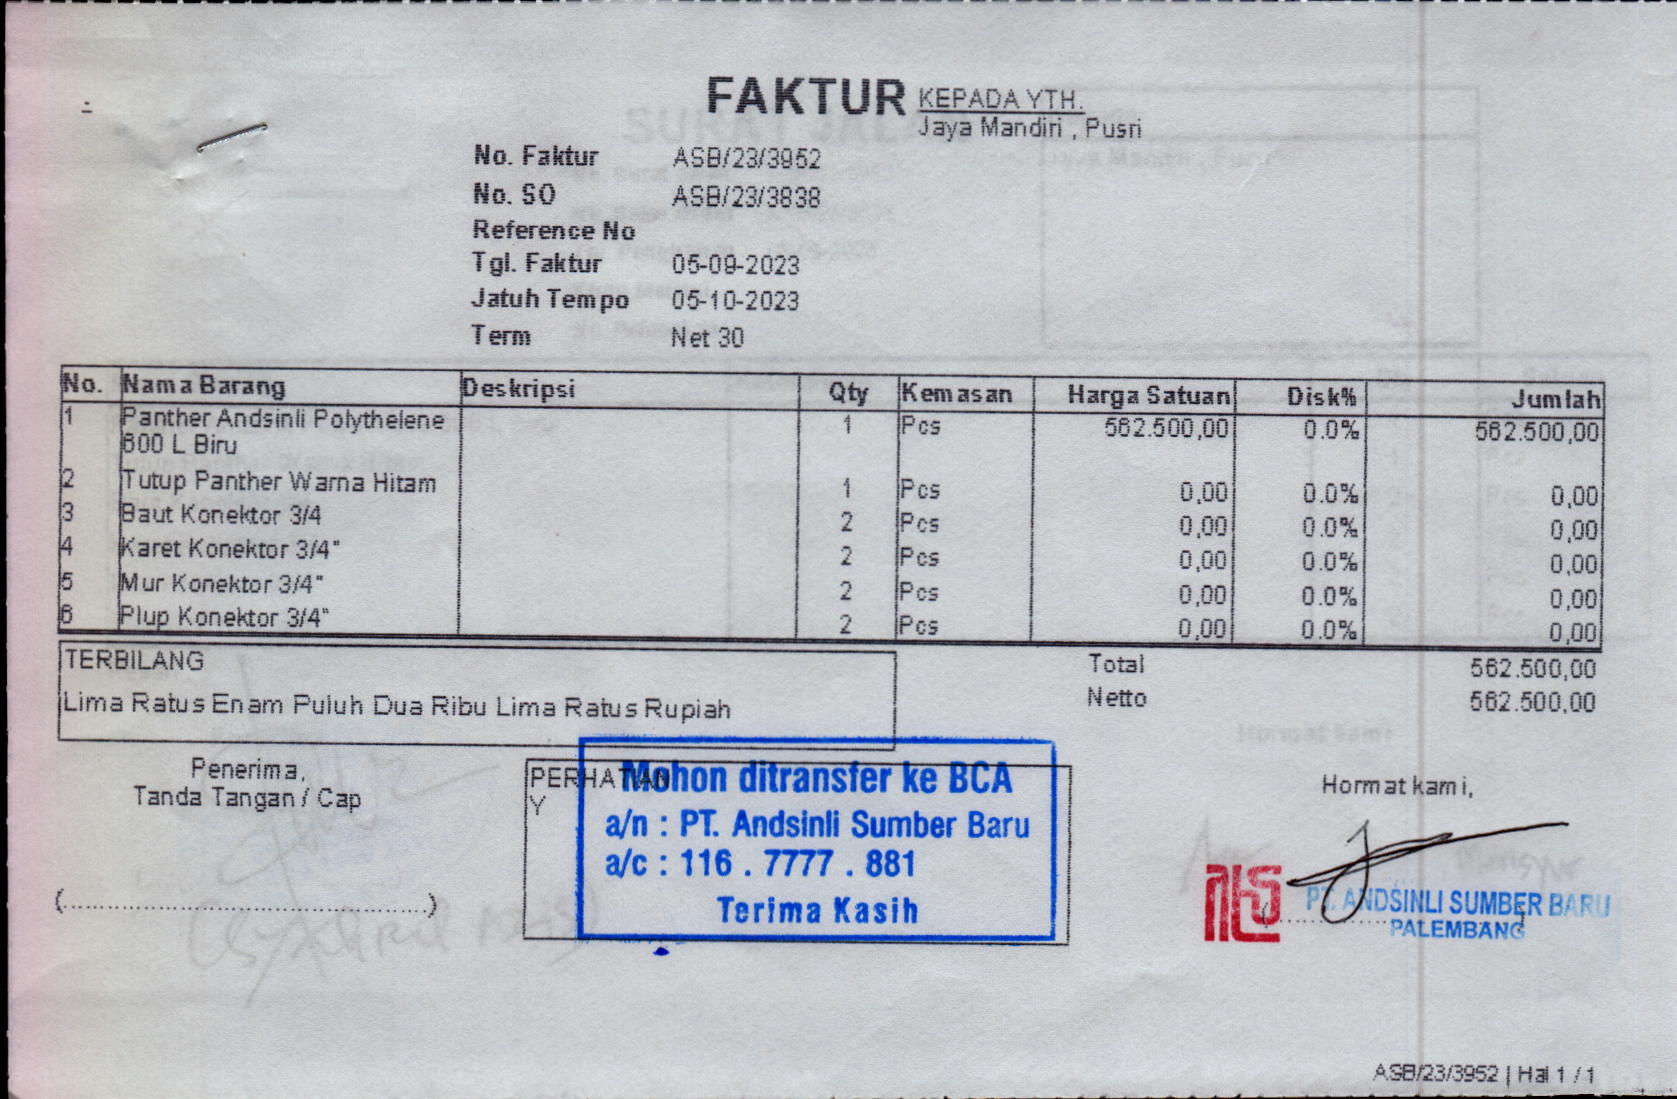 FAKTUR
KEPADA YTH.
Jaya Mandiri , Pusri
No. Faktur ASB/23/3952
No. SO ASB/23/3838
Reference No
Tgl. Faktur 05-09-2023
Jatuh Tempo 05-10-2023
Term Net 30
No. Nama Barang Deskripsi Qty Kemasan Harga Satuan Disk% Jumlah
1 Panther Andsinli Polythelene 1 Pcs 562.500,00 0.0% 562.500,00
600 L Biru
2 Tutup Panther Warna Hitam 1 Pcs 0,00 0.0% 0,00
3 Baut Konektor 3/4 2 Pcs 0,00 0.0% 0,00
4 Karet Konektor 3/4" 2 Pcs 0,00 0.0% 0,00
5 Mur Konektor 3/4" 2 Pcs 0,00 0.0% 0,00
6 Plup Konektor 3/4" 2 Pcs 0,00 0.0% 0,00
TERBILANG
Lima Ratus Enam Puluh Dua Ribu Lima Ratus Rupiah
Total 562.500,00
Netto 562.500,00
Penerima,
Tanda Tangan / Cap
(....................................................)
PERHATIAN
Y
Mohon ditransfer ke BCA
a/n : PT. Andsinli Sumber Baru
a/c : 116 . 7777 . 881
Terima Kasih
Hormat kami,
PT. ANDSINLI SUMBER BARU
PALEMBANG
ASB/23/3952 | Hal 1 / 1